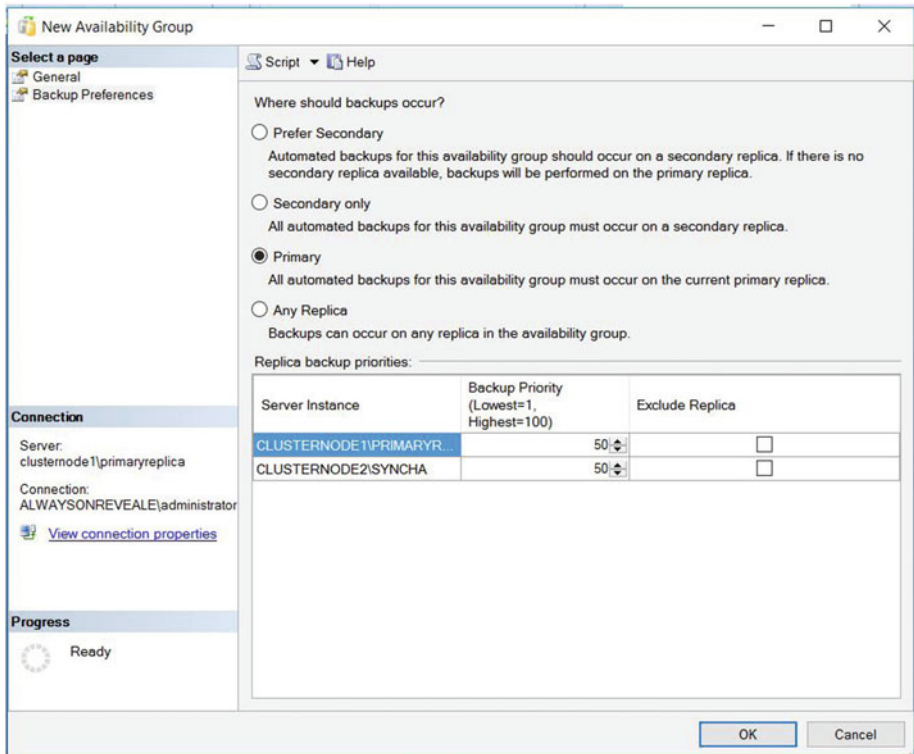 New Availability Group
Select a page
General
Backup Preferences
Script
Help
Where should backups occur?
Prefer Secondary
Automated backups for this availability group should occur on a secondary replica. If there is no
secondary replica available, backups will be performed on the primary replica.
Secondary only
All automated backups for this availability group must occur on a secondary replica.
Primary
All automated backups for this availability group must occur on the current primary replica.
Any Replica
Backups can occur on any replica in the availability group.
Replica backup priorities:
Server Instance
Backup Priority
(Lowest=1,
Highest=100)
Exclude Replica
CLUSTERNODE1\PRIMARYR...
50
CLUSTERNODE2\SYNCHA
50
Connection
Server:
clusternode1\primaryreplica
Connection:
ALWAYSONREVEALE\administrator
View connection properties
Progress
Ready
OK
Cancel